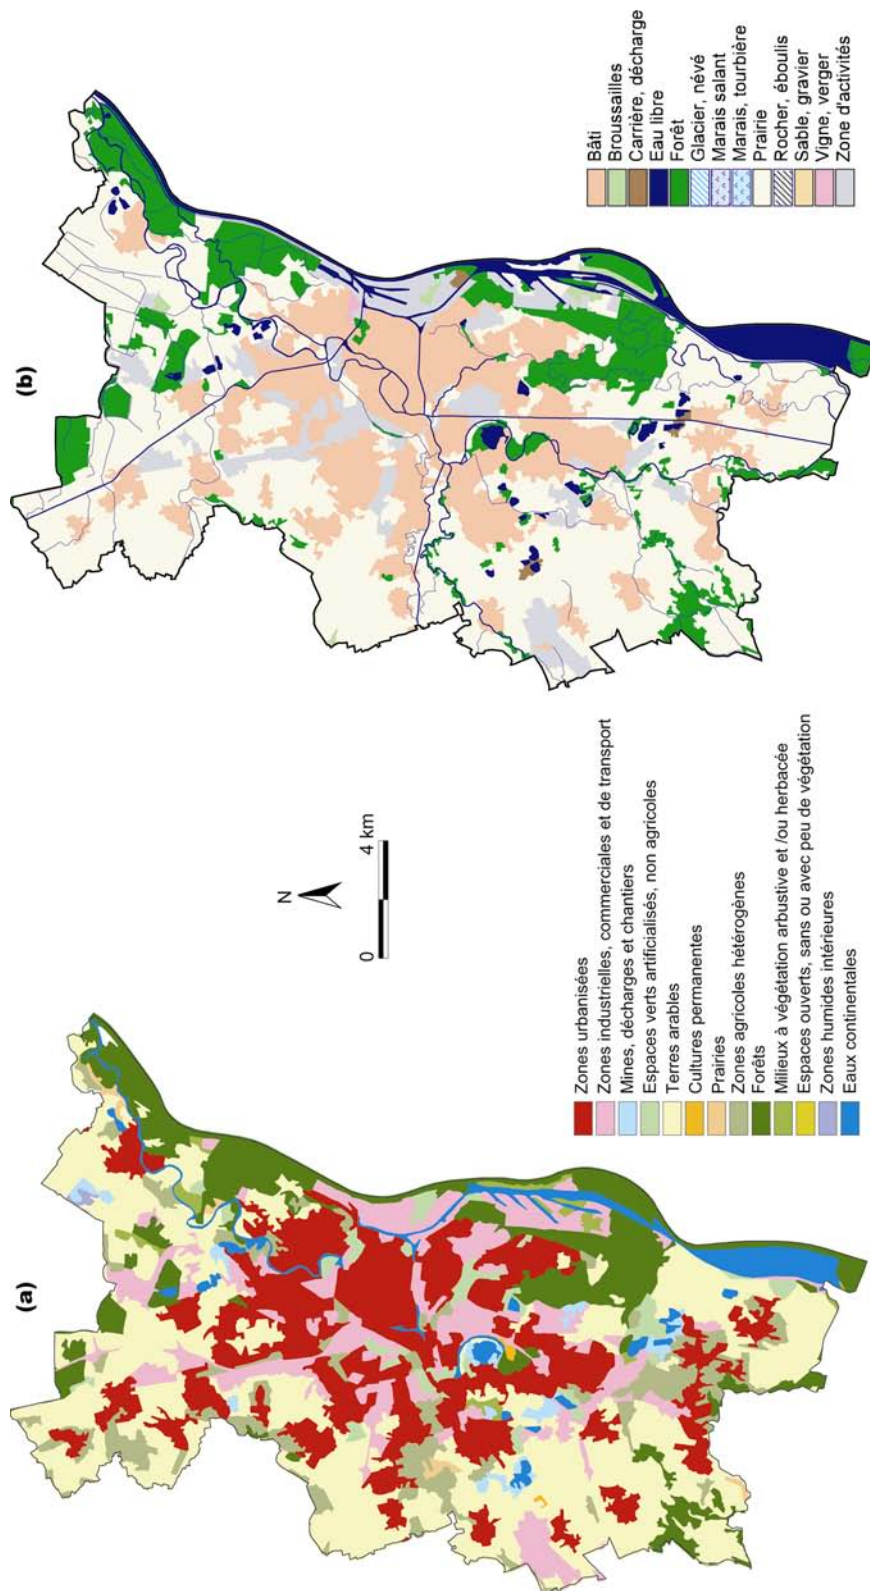 (a)
Zones urbanisées
Zones industrielles, commerciales et de transport
Mines, décharges et chantiers
Espaces verts artificialisés, non agricoles
Terres arables
Cultures permanentes
Prairies
Zones agricoles hétérogènes
Forêts
Milieux à végétation arbustive et /ou herbacée
Espaces ouverts, sans ou avec peu de végétation
Zones humides intérieures
Eaux continentales
N
0 4 km
(b)
Bâti
Broussailles
Carrière, décharge
Eau libre
Forêt
Glacier, névé
Marais salant
Marais, tourbière
Prairie
Rocher, éboulis
Sable, gravier
Vigne, verger
Zone d'activités